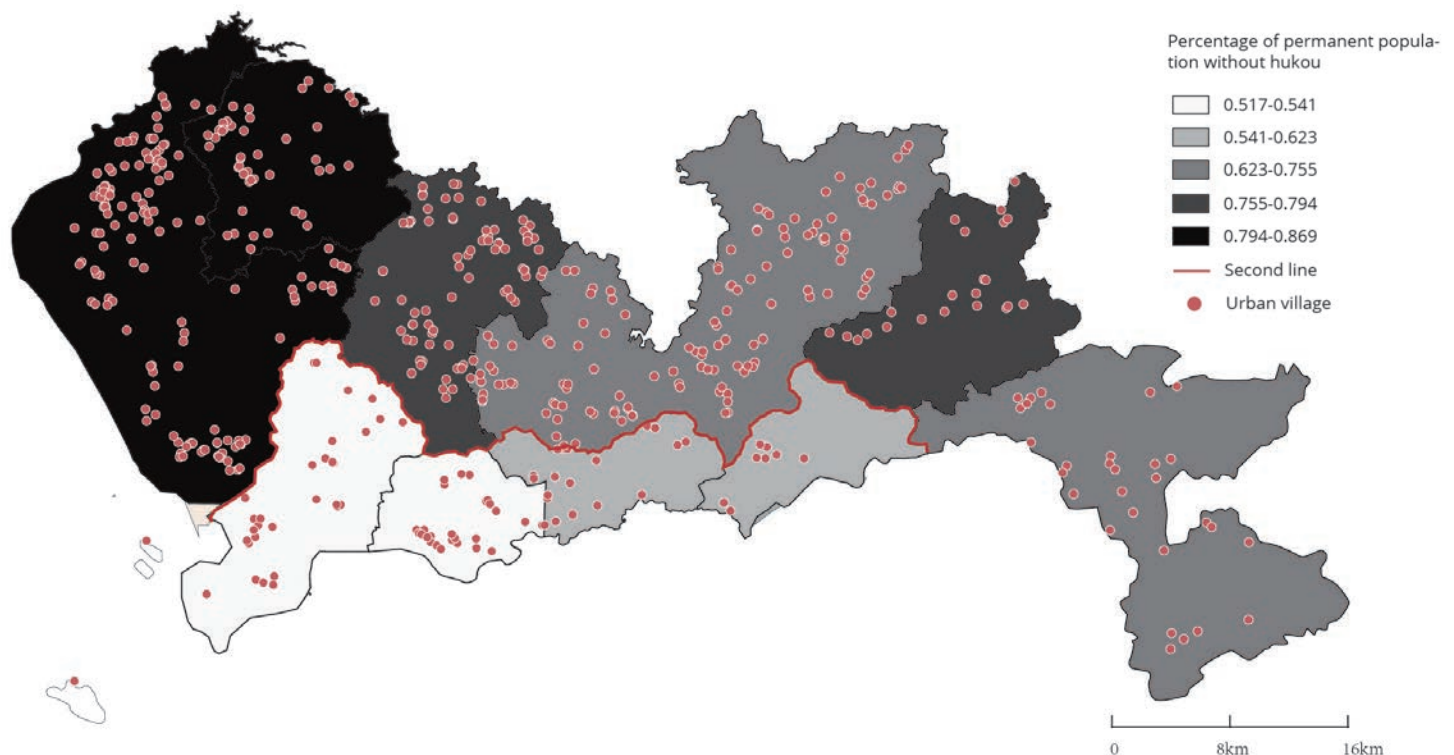 Percentage of permanent popula-
tion without hukou
0.517-0.541
0.541-0.623
0.623-0.755
0.755-0.794
0.794-0.869
Second line
Urban village
0 8km 16km